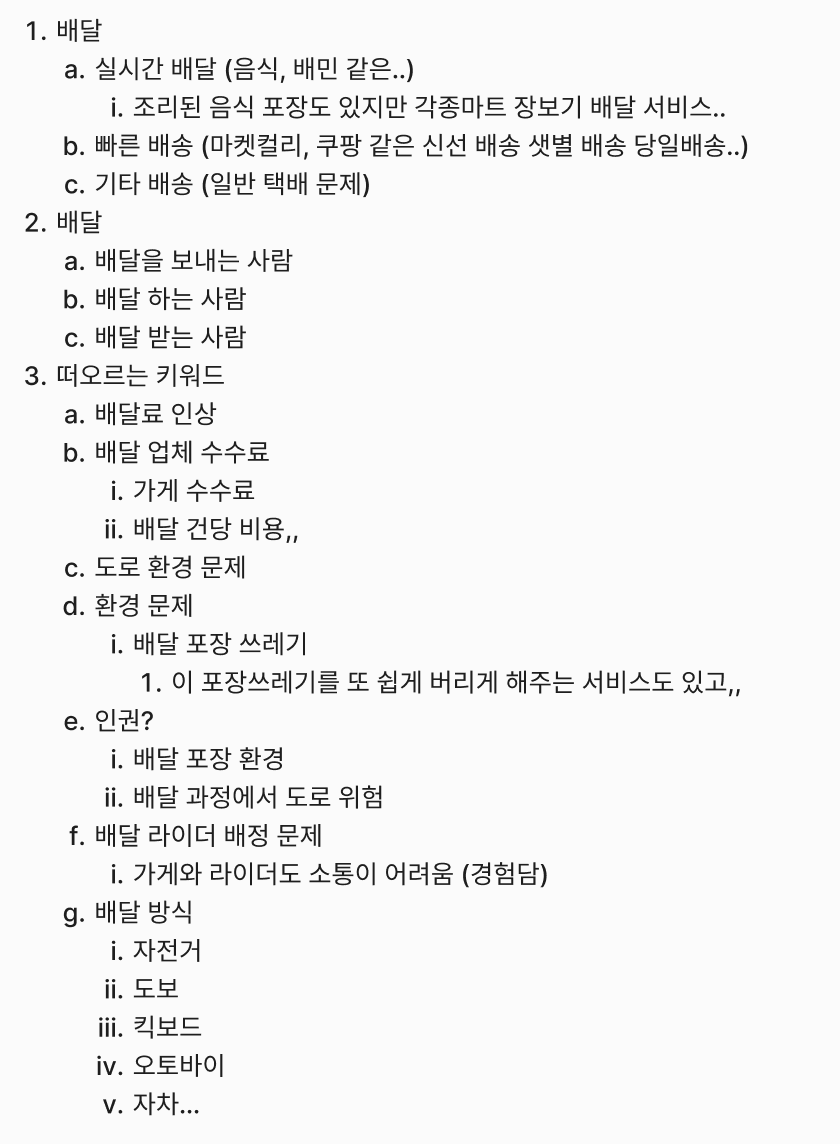 1. 배달
a. 실시간 배달 (음식, 배민 같은..)
i. 조리된 음식 포장도 있지만 각종마트 장보기 배달 서비스..
b. 빠른 배송 (마켓컬리, 쿠팡 같은 신선 배송 샛별 배송 당일배송..)
c. 기타 배송 (일반 택배 문제)
2. 배달
a. 배달을 보내는 사람
b. 배달 하는 사람
c. 배달 받는 사람
3. 떠오르는 키워드
a. 배달료 인상
b. 배달 업체 수수료
i. 가게 수수료
ii. 배달 건당 비용,,
c. 도로 환경 문제
d. 환경 문제
i. 배달 포장 쓰레기
1. 이 포장쓰레기를 또 쉽게 버리게 해주는 서비스도 있고,,
e. 인권?
i. 배달 포장 환경
ii. 배달 과정에서 도로 위험
f. 배달 라이더 배정 문제
i. 가게와 라이더도 소통이 어려움 (경험담)
g. 배달 방식
i. 자전거
ii. 도보
iii. 킥보드
iv. 오토바이
v. 자차...